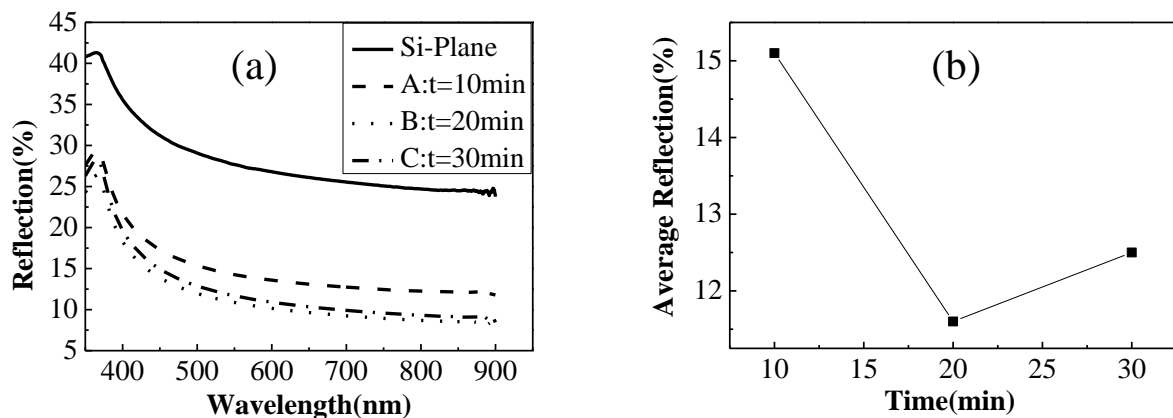 45
40
35
30
25
20
15
10
5
Reflection(%)
(a)
Si-Plane
A:t=10min
B:t=20min
C:t=30min
400 500 600 700 800 900
Wavelength(nm)
15
14
13
12
Average Reflection(%)
(b)
10 15 20 25 30
Time(min)